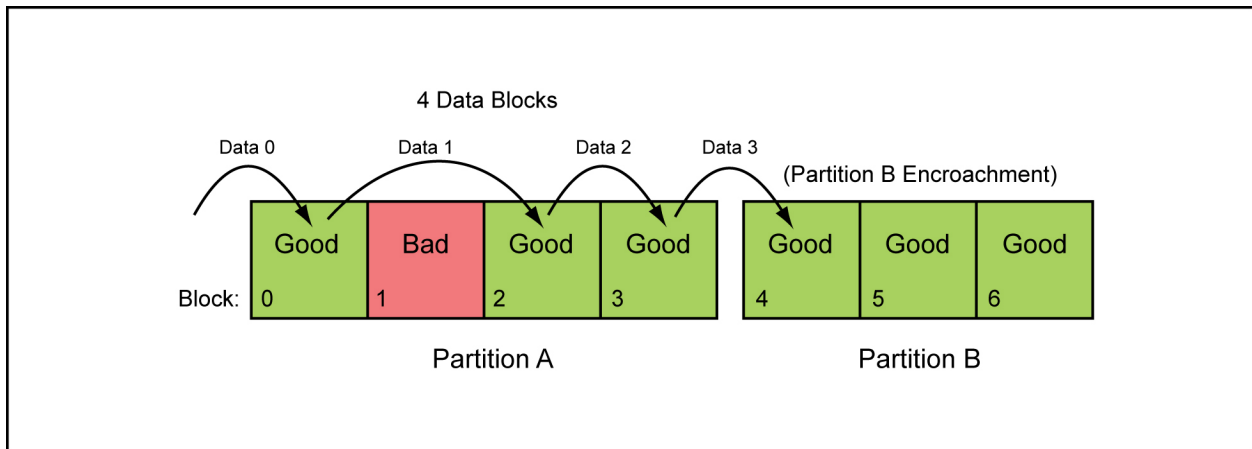 4 Data Blocks
Data 0
Data 1
Data 2
Data 3
(Partition B Encroachment)
Good
Bad
Good
Good
Good
Good
Good
Block:
0
1
2
3
4
5
6
Partition A
Partition B